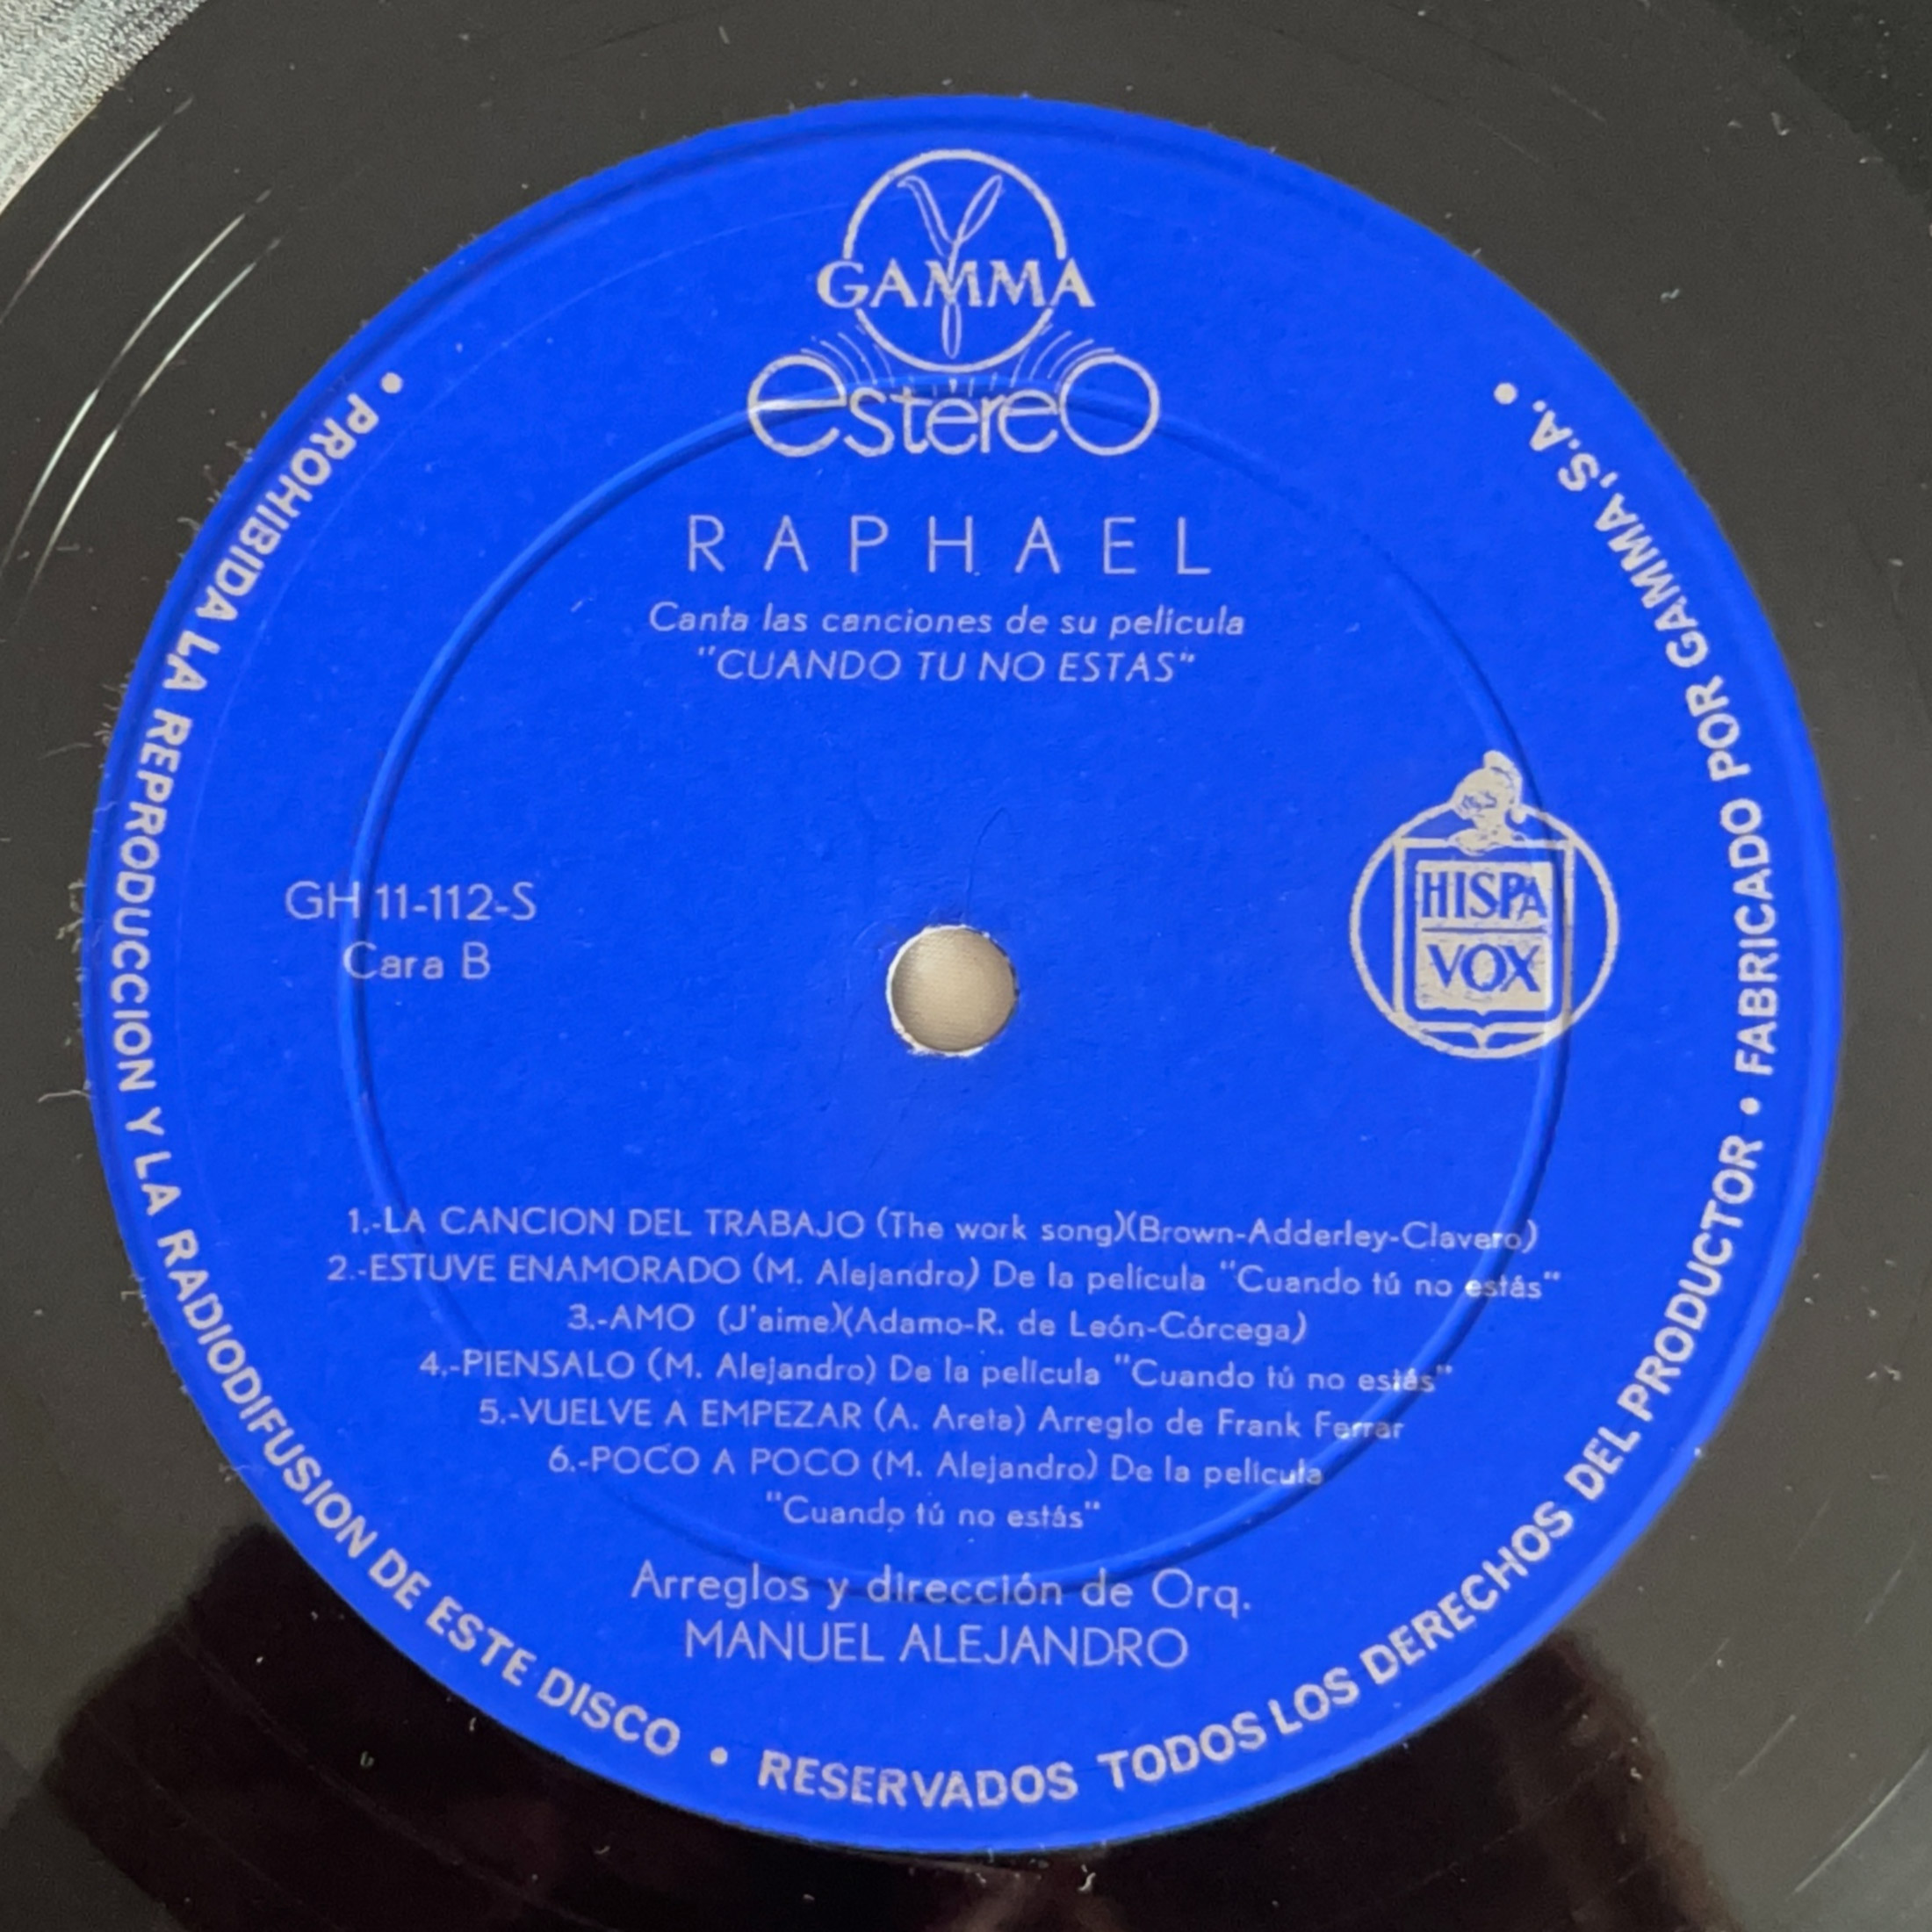 GAMMA
estéreo
RAPHAEL
Canta las canciones de su película
"CUANDO TU NO ESTAS"
GH 11-112-S
Cara B
HISPA
VOX
1.-LA CANCION DEL TRABAJO (The work song)(Brown-Adderley-Clavero)
2.-ESTUVE ENAMORADO (M. Alejandro) De la película "Cuando tú no estás"
3.-AMO (J'aime)(Adamo-R. de León-Córcega)
4.-PIENSALO (M. Alejandro) De la película "Cuando tú no estás"
5.-VUELVE A EMPEZAR (A. Areta) Arreglo de Frank Ferrar
6.-POCO A POCO (M. Alejandro) De la película
"Cuando tú no estás"
Arreglos y dirección de Orq.
MANUEL ALEJANDRO
• PROHIBIDA LA REPRODUCCION Y LA RADIODIFUSION DE ESTE DISCO • RESERVADOS TODOS LOS DERECHOS DEL PRODUCTOR • FABRICADO POR GAMMA, S.A. •